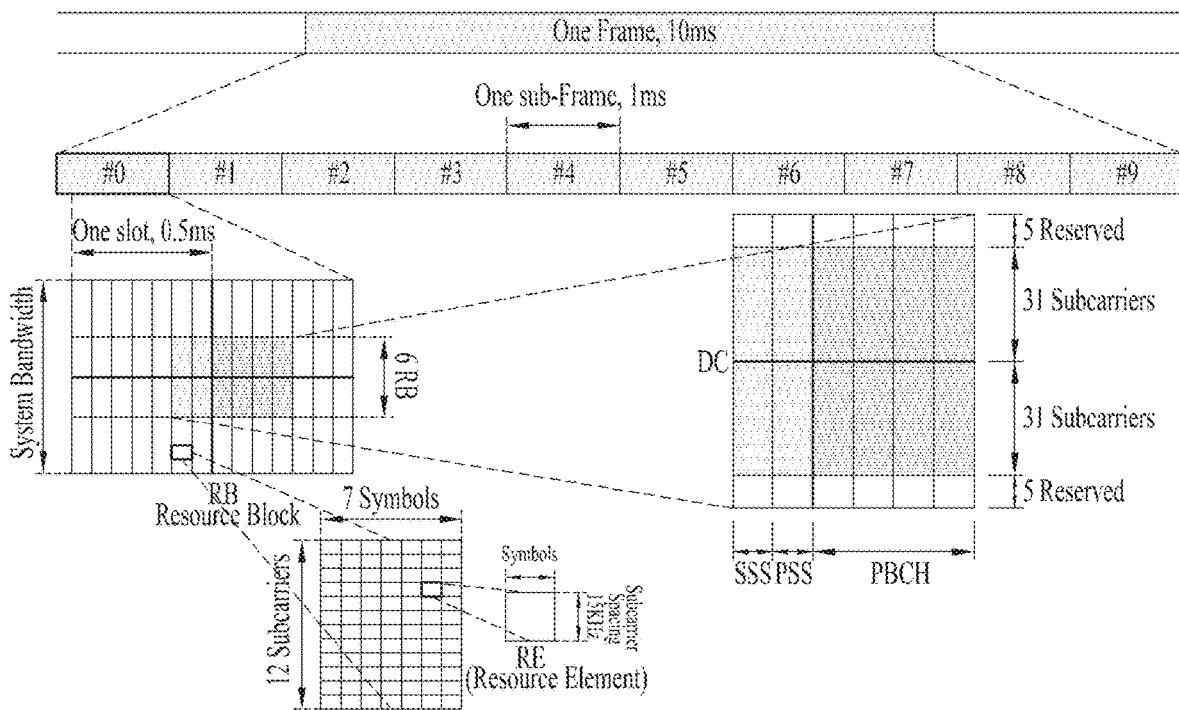 One Frame, 10ms
One sub-Frame, 1ms
#0 #1 #2 #3 #4 #5 #6 #7 #8 #9
One slot, 0.5ms
System Bandwidth
6 RB
5 Reserved
31 Subcarriers
DC
31 Subcarriers
5 Reserved
SSS PSS PBCH
RB
Resource Block
7 Symbols
12 Subcarriers
Symbols
Subcarrier
Spacing
15KHz
RE
(Resource Element)